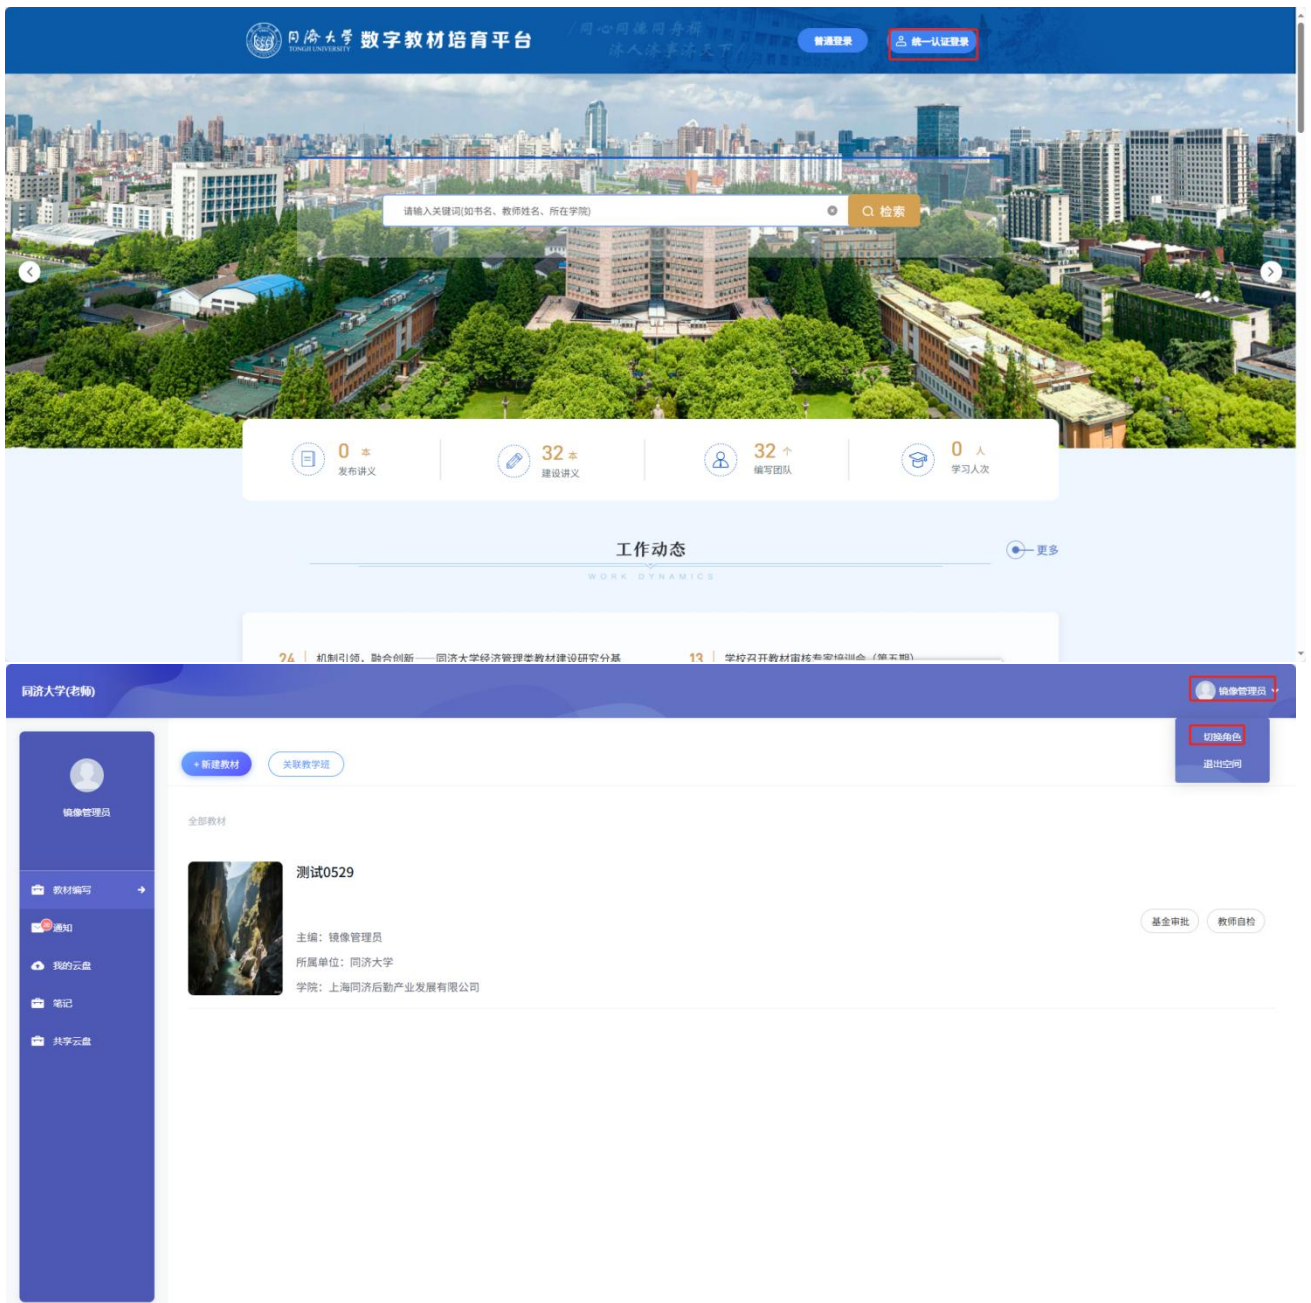 同濟大學
TONGJI UNIVERSITY
数字教材培育平台
同心同德同舟楫
济人济事济天下
普通登录
统一认证登录
请输入关键词(如书名、教师姓名、所在学院)
检索
0 本
发布讲义
32 本
建设讲义
32 个
编写团队
0 人
学习人次
工作动态
更多
WORK DYNAMICS
24 机制引领，融合创新——同济大学经济管理类教材建设研究分基
13 学校召开教材审核专家培训会（第五期）
同济大学(老师)
镜像管理员
切换角色
退出空间
+ 新建教材
关联教学班
镜像管理员
全部教材
测试0529
教材编写
基金审批
教师自检
通知
主编：镜像管理员
所属单位：同济大学
我的云盘
学院：上海同济后勤产业发展有限公司
笔记
共享云盘